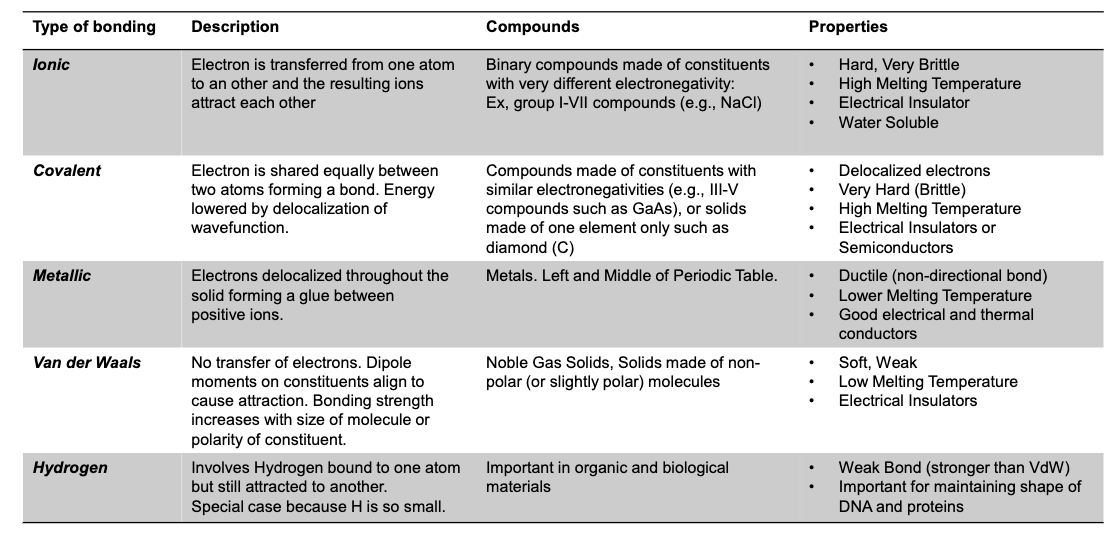 Type of bonding
Description
Compounds
Properties
Ionic
Electron is transferred from one atom
to an other and the resulting ions
attract each other
Binary compounds made of constituents
with very different electronegativity:
Ex, group I-VII compounds (e.g., NaCl)
• Hard, Very Brittle
• High Melting Temperature
• Electrical Insulator
• Water Soluble
Covalent
Electron is shared equally between
two atoms forming a bond. Energy
lowered by delocalization of
wavefunction.
Compounds made of constituents with
similar electronegativities (e.g., III-V
compounds such as GaAs), or solids
made of one element only such as
diamond (C)
• Delocalized electrons
• Very Hard (Brittle)
• High Melting Temperature
• Electrical Insulators or
Semiconductors
Metallic
Electrons delocalized throughout the
solid forming a glue between
positive ions.
Metals. Left and Middle of Periodic Table.
• Ductile (non-directional bond)
• Lower Melting Temperature
• Good electrical and thermal
conductors
Van der Waals
No transfer of electrons. Dipole
moments on constituents align to
cause attraction. Bonding strength
increases with size of molecule or
polarity of constituent.
Noble Gas Solids, Solids made of non-
polar (or slightly polar) molecules
• Soft, Weak
• Low Melting Temperature
• Electrical Insulators
Hydrogen
Involves Hydrogen bound to one atom
but still attracted to another.
Special case because H is so small.
Important in organic and biological
materials
• Weak Bond (stronger than VdW)
• Important for maintaining shape of
DNA and proteins